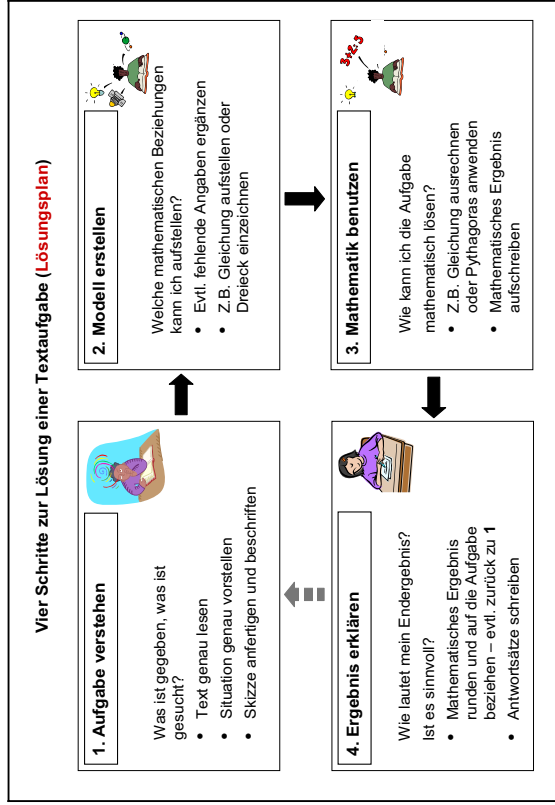 Vier Schritte zur Lösung einer Textaufgabe (Lösungsplan)
1. Aufgabe verstehen
Was ist gegeben, was ist
gesucht?
• Text genau lesen
• Situation genau vorstellen
• Skizze anfertigen und beschriften
2. Modell erstellen
Welche mathematischen Beziehungen
kann ich aufstellen?
• Evtl. fehlende Angaben ergänzen
• Z.B. Gleichung aufstellen oder
Dreieck einzeichnen
3. Mathematik benutzen
3+2=5
Wie kann ich die Aufgabe
mathematisch lösen?
• Z.B. Gleichung ausrechnen
oder Pythagoras anwenden
• Mathematisches Ergebnis
aufschreiben
4. Ergebnis erklären
Wie lautet mein Endergebnis?
Ist es sinnvoll?
• Mathematisches Ergebnis
runden und auf die Aufgabe
beziehen – evtl. zurück zu 1
• Antwortsätze schreiben